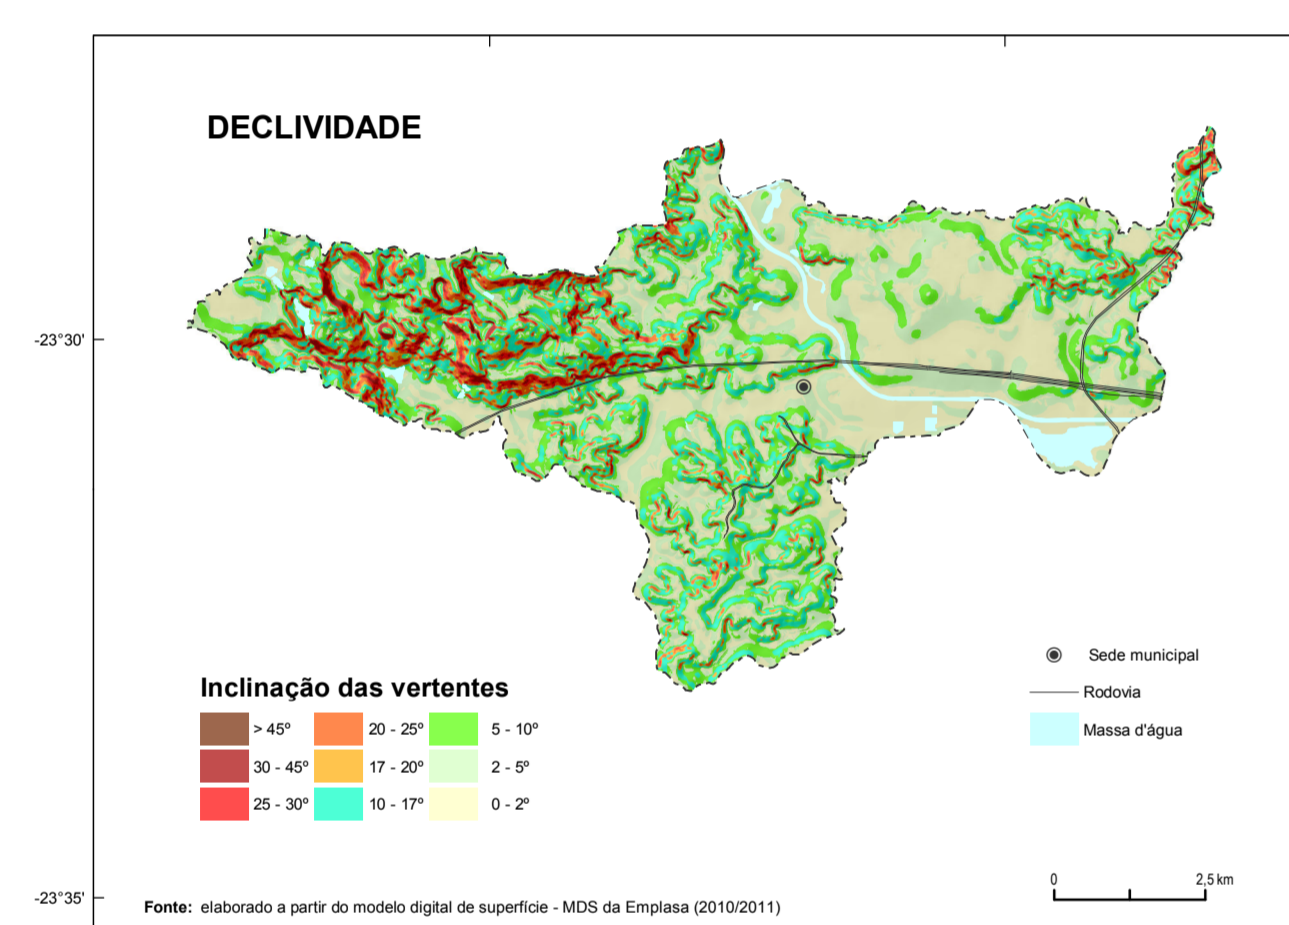 DECLIVIDADE
-23°30'
Sede municipal
Rodovia
Massa d'água
Inclinação das vertentes
> 45º 20 - 25º 5 - 10º
30 - 45º 17 - 20º 2 - 5º
25 - 30º 10 - 17º 0 - 2º
0 2,5 km
-23°35'
Fonte: elaborado a partir do modelo digital de superfície - MDS da Emplasa (2010/2011)